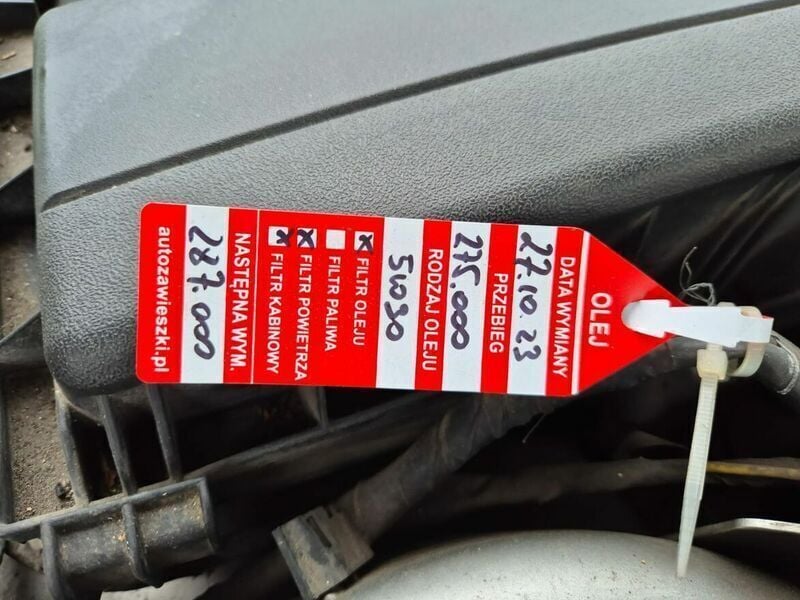 OLEJ
DATA WYMIANY
27.10.23
PRZEBIEG
275.000
RODZAJ OLEJU
5W30
x FILTR OLEJU
FILTR PALIWA
x FILTR POWIETRZA
x FILTR KABINOWY
NASTĘPNA WYM.
287.000
autozawieszki.pl